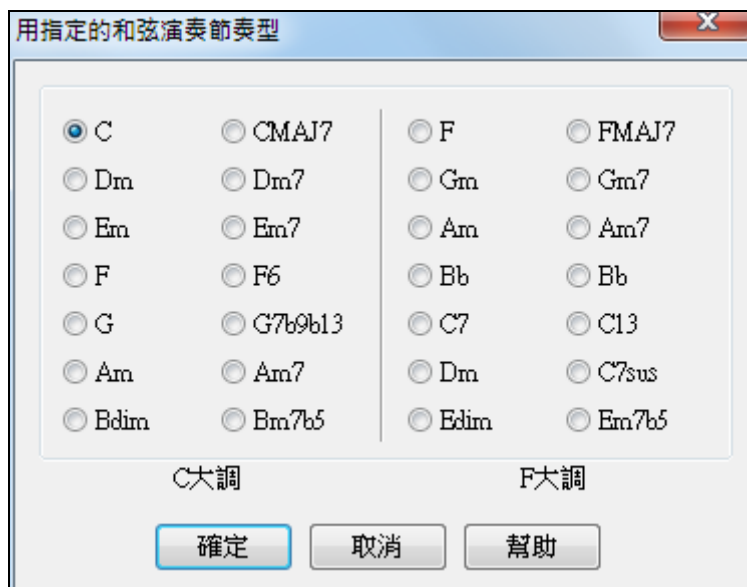 用指定的和弦演奏節奏型
C CMAJ7 F FMAJ7
Dm Dm7 Gm Gm7
Em Em7 Am Am7
F F6 Bb Bb
G G7b9b13 C7 C13
Am Am7 Dm C7sus
Bdim Bm7b5 Edim Em7b5
C大調 F大調
確定 取消 幫助